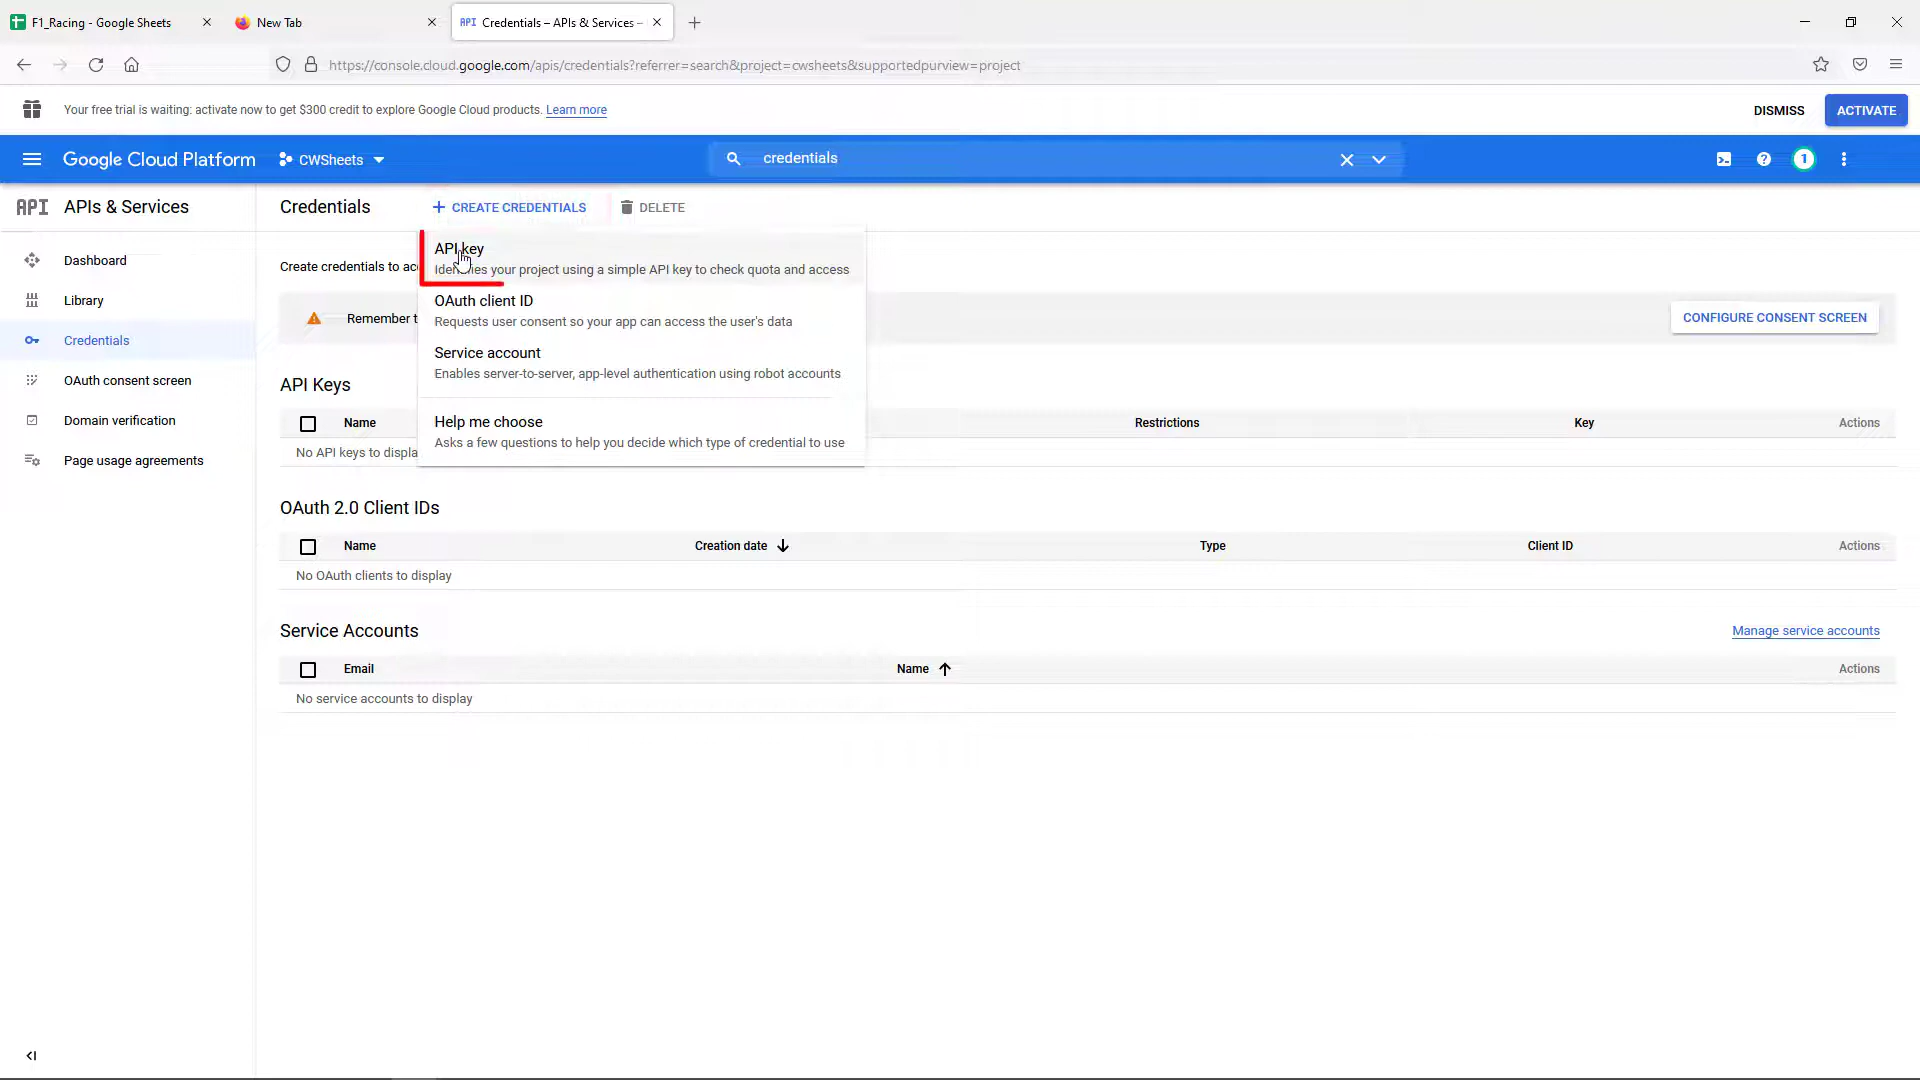 F1_Racing - Google Sheets
New Tab
API Credentials – APIs & Services –
https://console.cloud.google.com/apis/credentials?referrer=search&project=cwsheets&supportedpurview=project
Your free trial is waiting: activate now to get $300 credit to explore Google Cloud products. Learn more
DISMISS
ACTIVATE
Google Cloud Platform
CWSheets
credentials
1
API APIs & Services
Credentials
CREATE CREDENTIALS
DELETE
Dashboard
Library
Credentials
OAuth consent screen
Domain verification
Page usage agreements
Create credentials to
API key
Identifies your project using a simple API key to check quota and access
OAuth client ID
Requests user consent so your app can access the user's data
Service account
Enables server-to-server, app-level authentication using robot accounts
Help me choose
Asks a few questions to help you decide which type of credential to use
Remember
CONFIGURE CONSENT SCREEN
API Keys
Name
Restrictions
Key
Actions
No API keys to displa
OAuth 2.0 Client IDs
Name
Creation date
Type
Client ID
Actions
No OAuth clients to display
Service Accounts
Manage service accounts
Email
Name
Actions
No service accounts to display